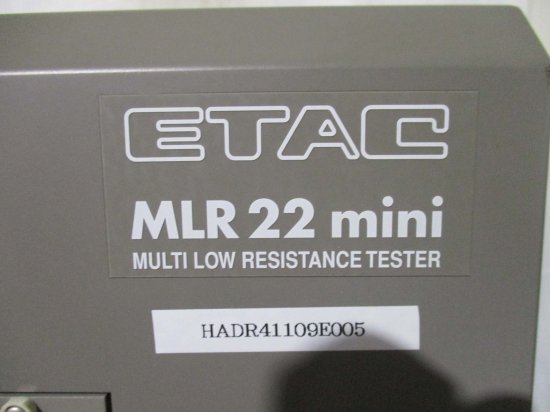 ETAC
MLR 22 mini
MULTI LOW RESISTANCE TESTER
HADR41109E005